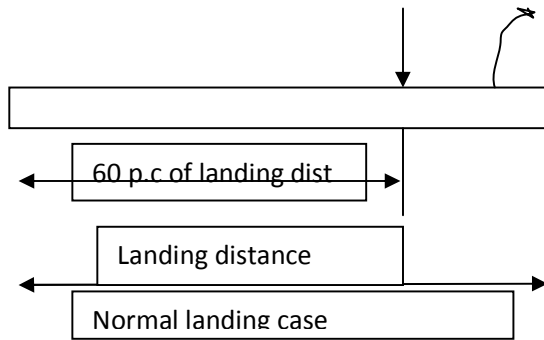 60 p.c of landing dist
Landing distance
Normal landing case